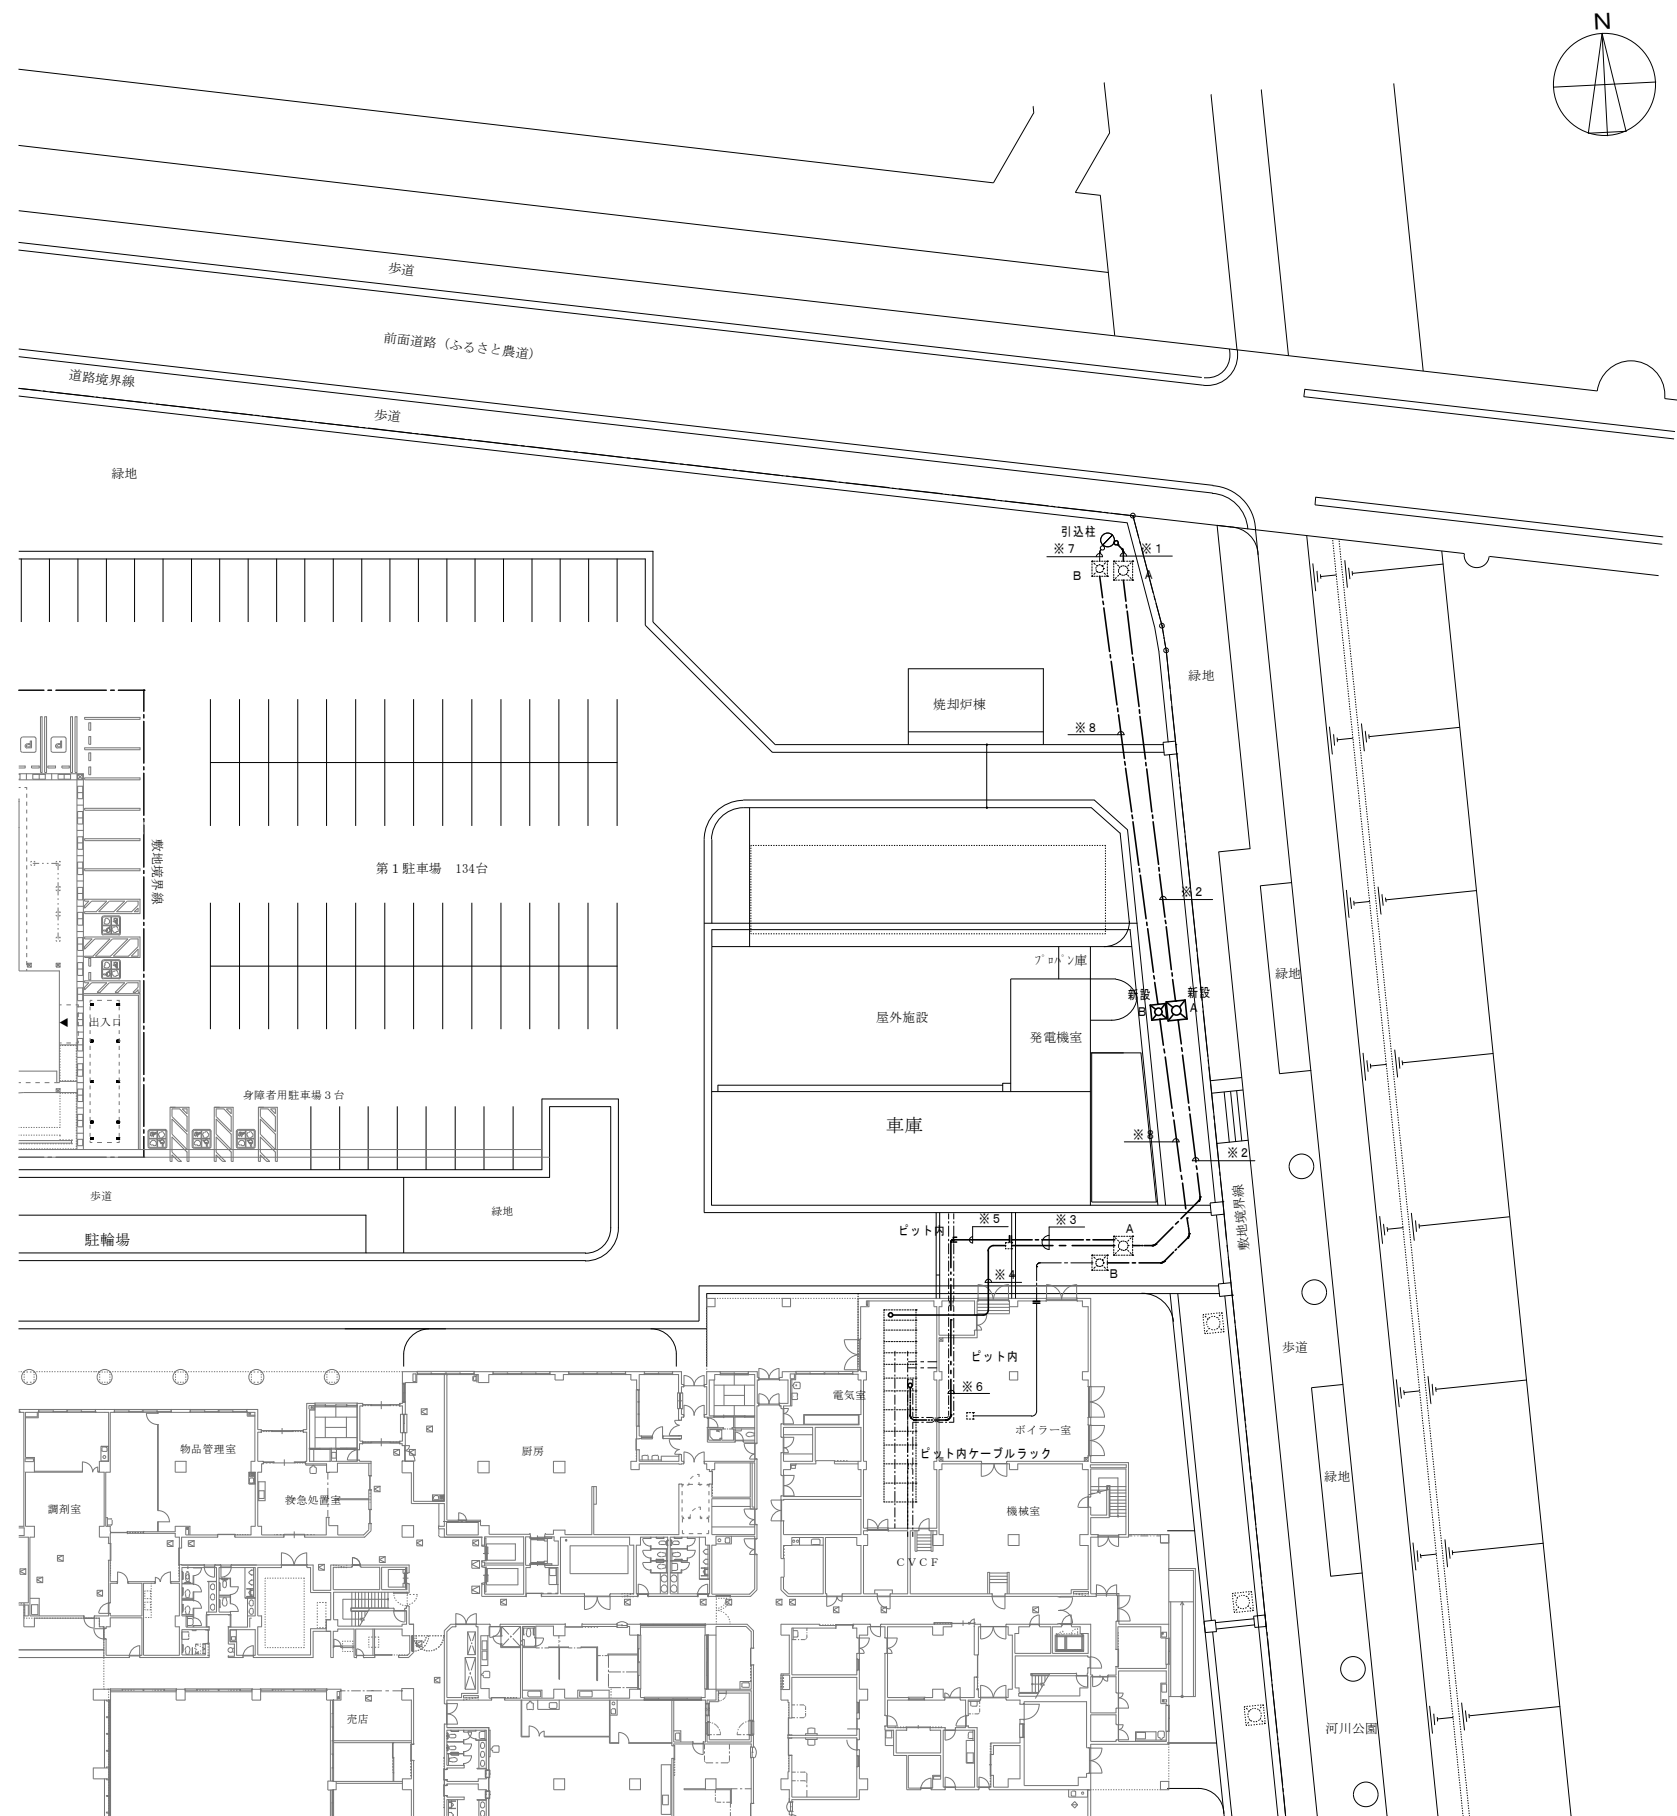 N
歩道
前面道路（ふるさと農道）
道路境界線
歩道
緑地
引込柱
※7
※1
B
A
緑地
焼却炉棟
※8
P
P
敷地境界線
第１駐車場　134台
※2
プロパン庫
緑地
新設
新設
B
A
屋外施設
発電機室
出入口
身障者用駐車場３台
車庫
※8
※2
歩道
緑地
敷地境界線
駐輪場
ピット内
※5
※3
A
B
※4
歩道
ピット内
※6
電気室
ボイラー室
物品管理室
厨房
ピット内ケーブルラック
緑地
調剤室
救急処置室
機械室
CVCF
売店
河川公園